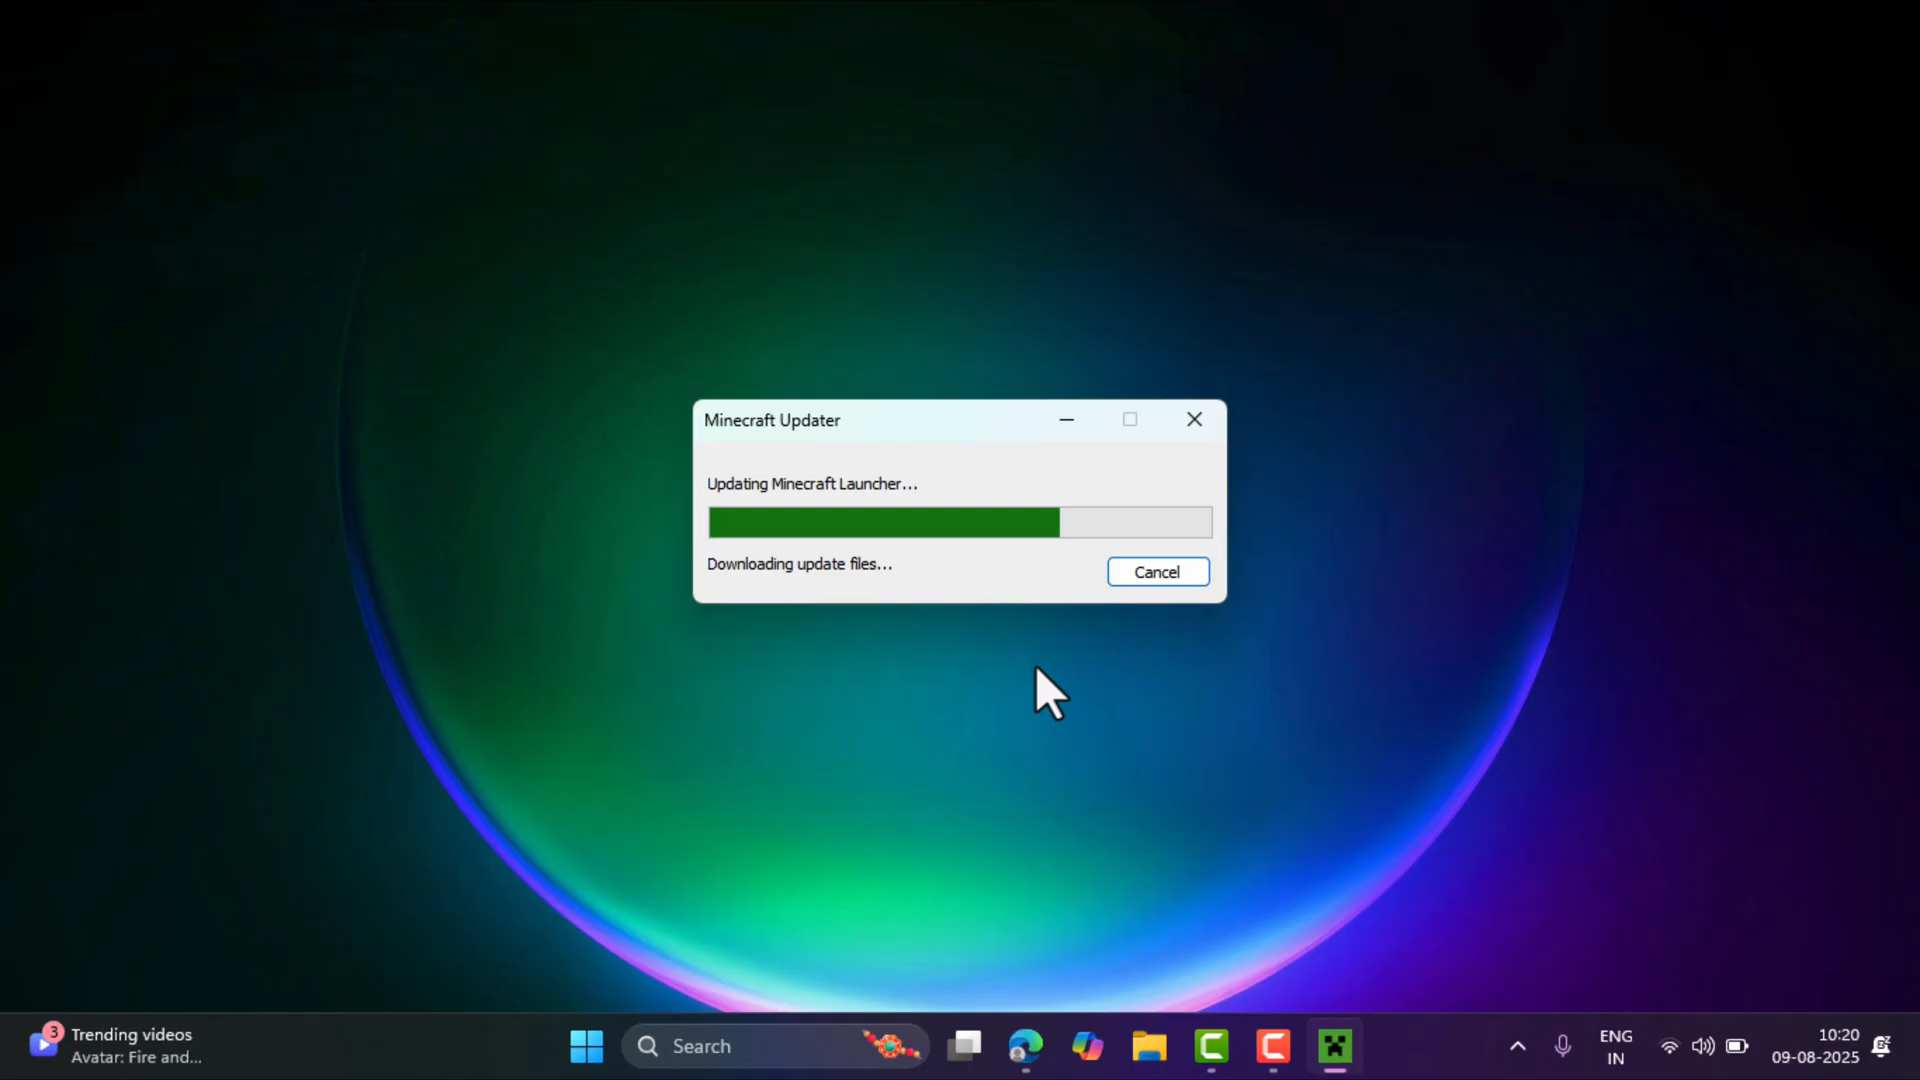 Minecraft Updater
Updating Minecraft Launcher...
Downloading update files...
Cancel
3
Trending videos
Avatar: Fire and...
Search
ENG
IN
10:20
09-08-2025